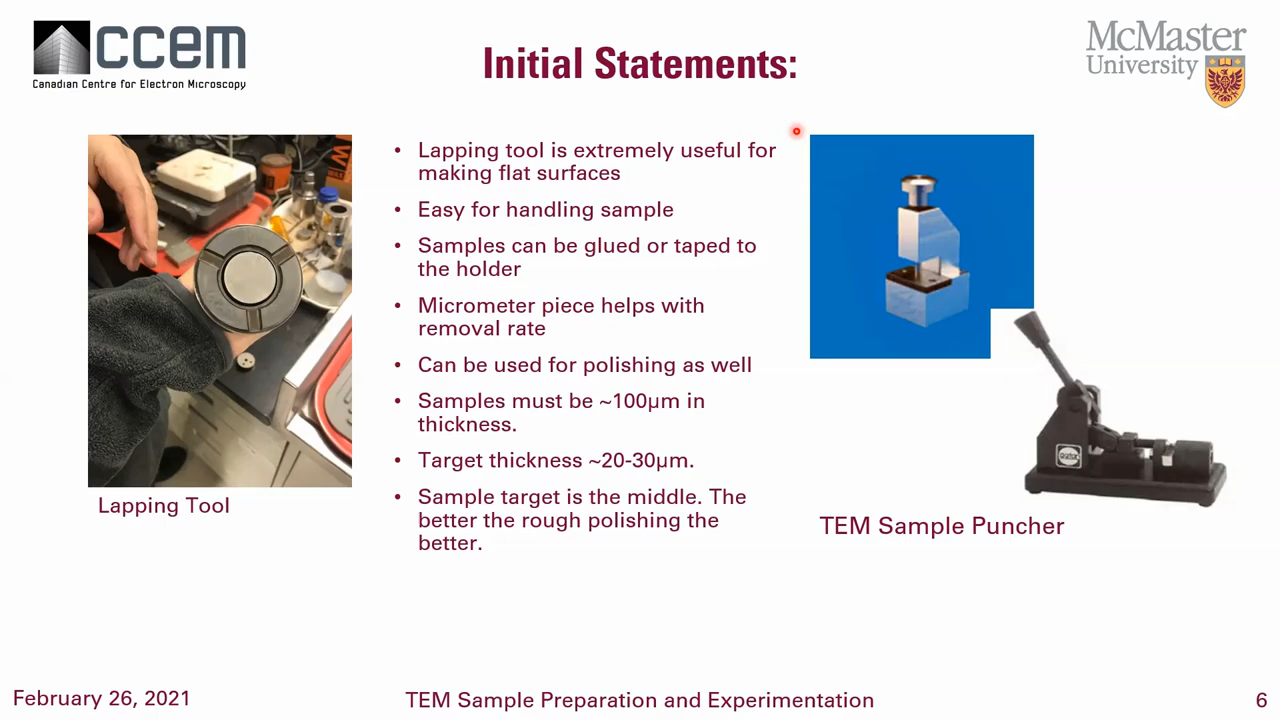 ccem
Canadian Centre for Electron Microscopy
Initial Statements:
McMaster
University
• Lapping tool is extremely useful for
making flat surfaces
• Easy for handling sample
• Samples can be glued or taped to
the holder
• Micrometer piece helps with
removal rate
• Can be used for polishing as well
• Samples must be ~100µm in
thickness.
• Target thickness ~20-30µm.
• Sample target is the middle. The
better the rough polishing the
better.
Lapping Tool
TEM Sample Puncher
February 26, 2021
TEM Sample Preparation and Experimentation
6